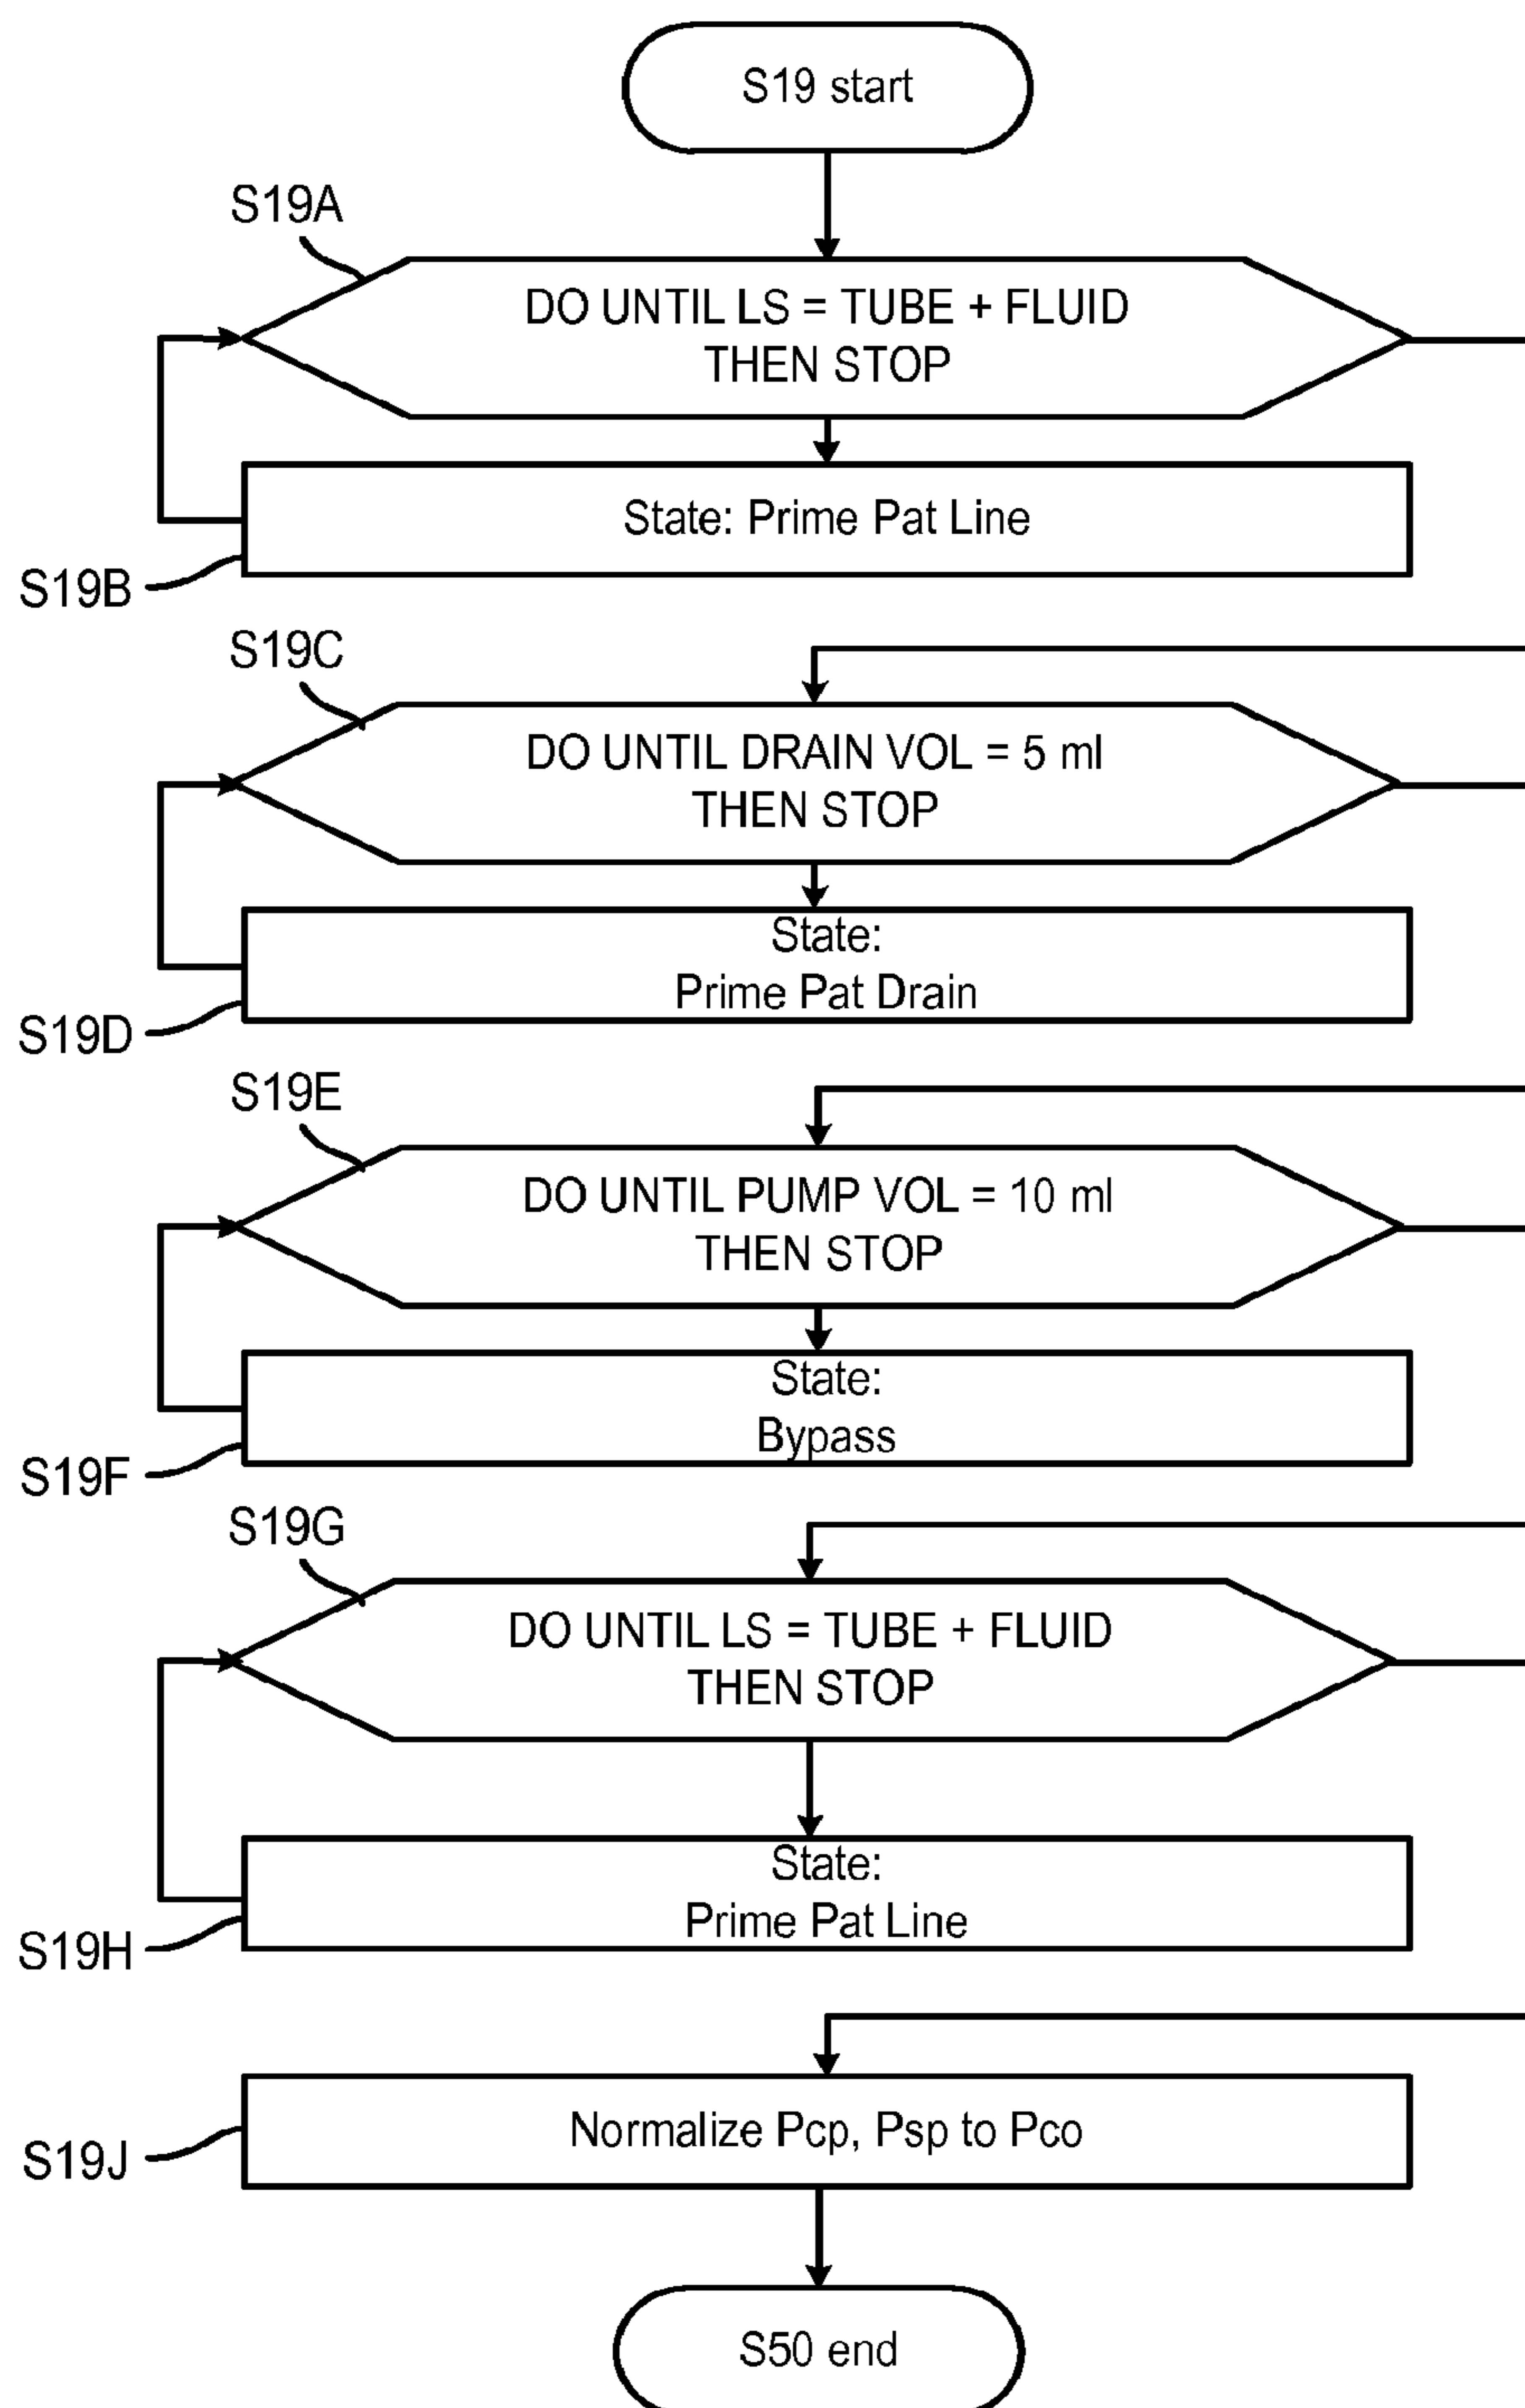 S19 start
S19A
DO UNTIL LS = TUBE + FLUID
THEN STOP
State: Prime Pat Line
S19B
S19C
DO UNTIL DRAIN VOL = 5 ml
THEN STOP
State:
Prime Pat Drain
S19D
S19E
DO UNTIL PUMP VOL = 10 ml
THEN STOP
State:
Bypass
S19F
S19G
DO UNTIL LS = TUBE + FLUID
THEN STOP
State:
Prime Pat Line
S19H
Normalize Pcp, Psp to Pco
S19J
S50 end